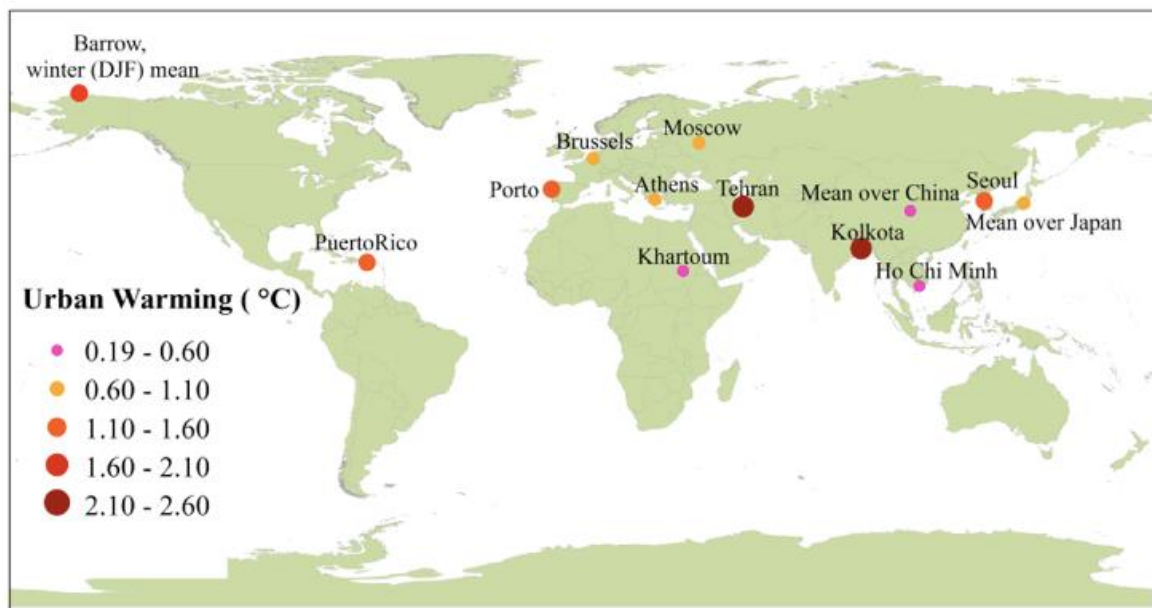 Barrow,
winter (DJF) mean
Moscow
Brussels
Porto
Athens
Tehran
Mean over China
Seoul
Mean over Japan
Kolkota
PuertoRico
Khartoum
Ho Chi Minh
Urban Warming ( °C)
0.19 - 0.60
0.60 - 1.10
1.10 - 1.60
1.60 - 2.10
2.10 - 2.60